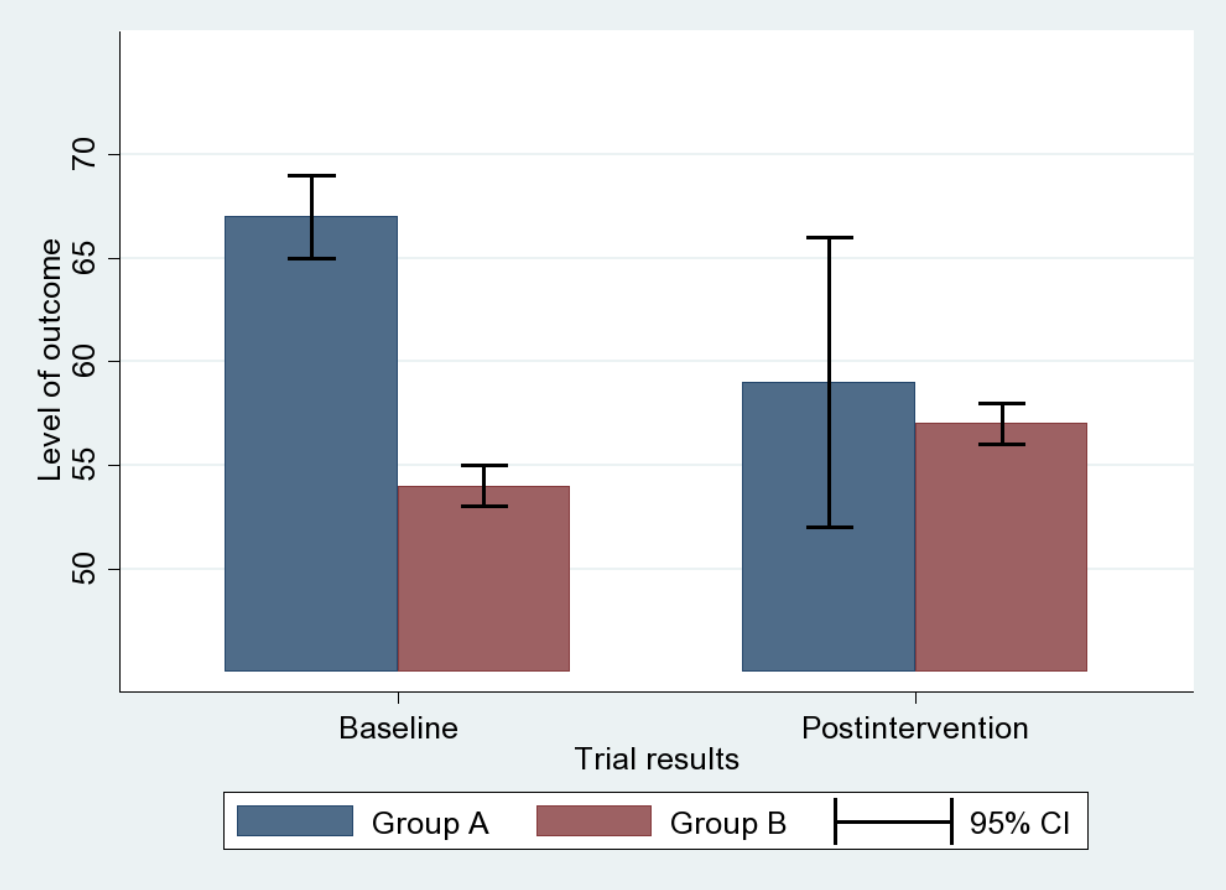 Level of outcome
70
65
60
55
50
Baseline Postintervention
Trial results
Group A Group B 95% CI